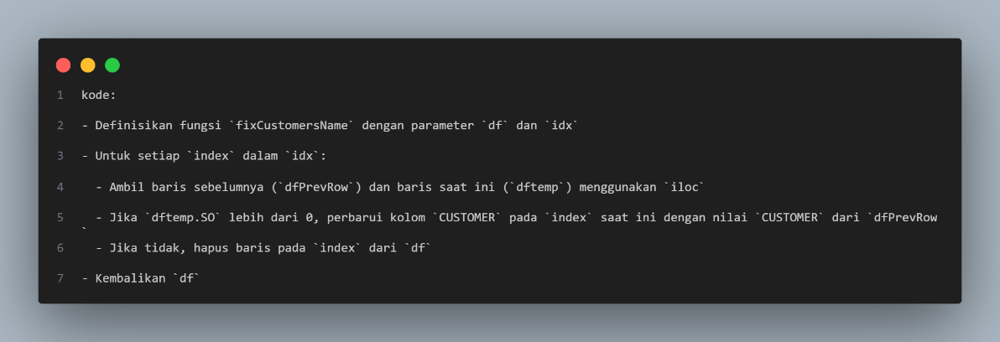 1 kode:
2 - Definisikan fungsi `fixCustomersName` dengan parameter `df` dan `idx`
3 - Untuk setiap `index` dalam `idx`:
4   - Ambil baris sebelumnya (`dfPrevRow`) dan baris saat ini (`dftemp`) menggunakan `iloc`
5   - Jika `dftemp.SO` lebih dari 0, perbarui kolom `CUSTOMER` pada `index` saat ini dengan nilai `CUSTOMER` dari `dfPrevRow
`
6   - Jika tidak, hapus baris pada `index` dari `df`
7 - Kembalikan `df`